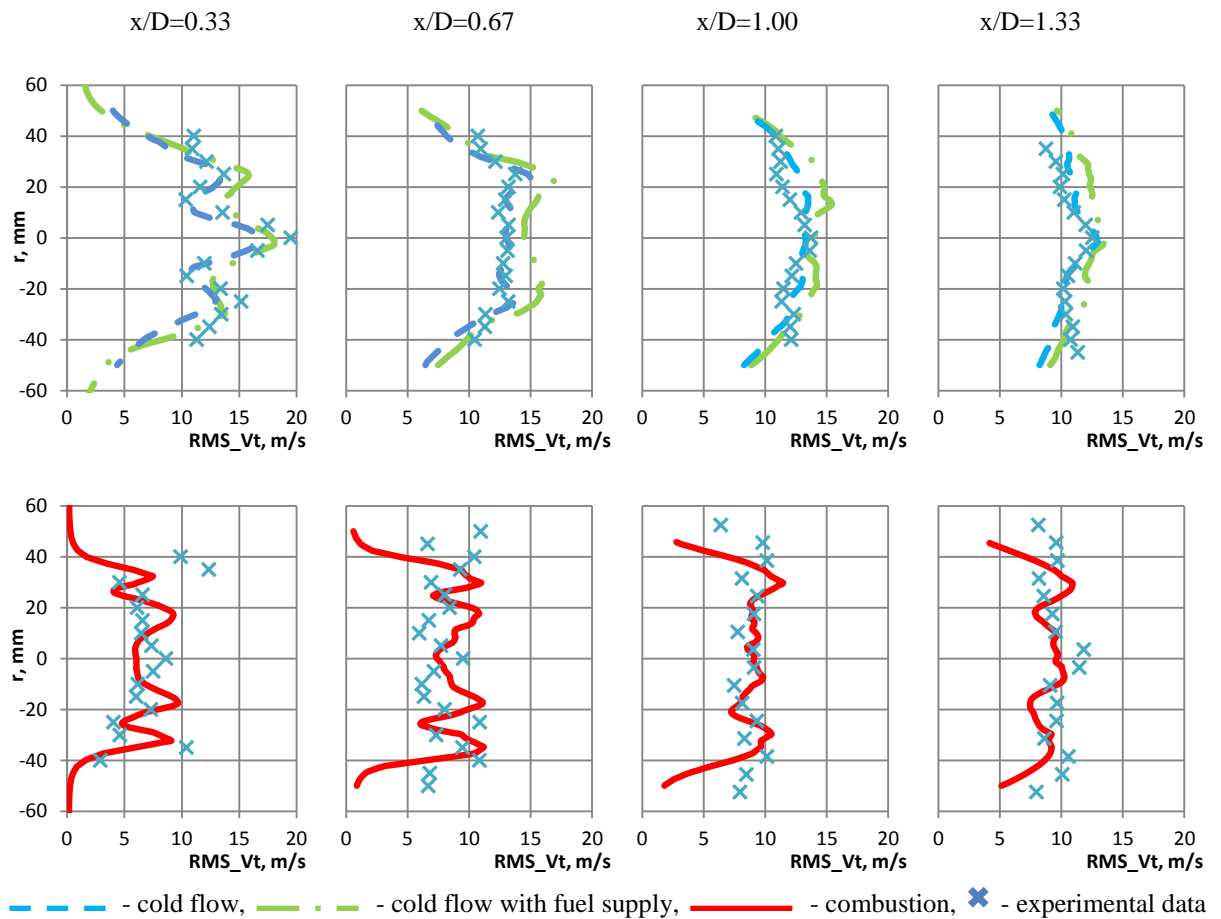 x/D=0.33 x/D=0.67 x/D=1.00 x/D=1.33
60
40
20
0
-20
-40
-60
r, mm
0 5 10 15 20 0 5 10 15 20 0 5 10 15 20 0 5 10 15 20
RMS_Vt, m/s RMS_Vt, m/s RMS_Vt, m/s RMS_Vt, m/s
60
40
20
0
-20
-40
-60
r, mm
0 5 10 15 20 0 5 10 15 20 0 5 10 15 20 0 5 10 15 20
RMS_Vt, m/s RMS_Vt, m/s RMS_Vt, m/s RMS_Vt, m/s
- cold flow, - cold flow with fuel supply, - combustion, - experimental data